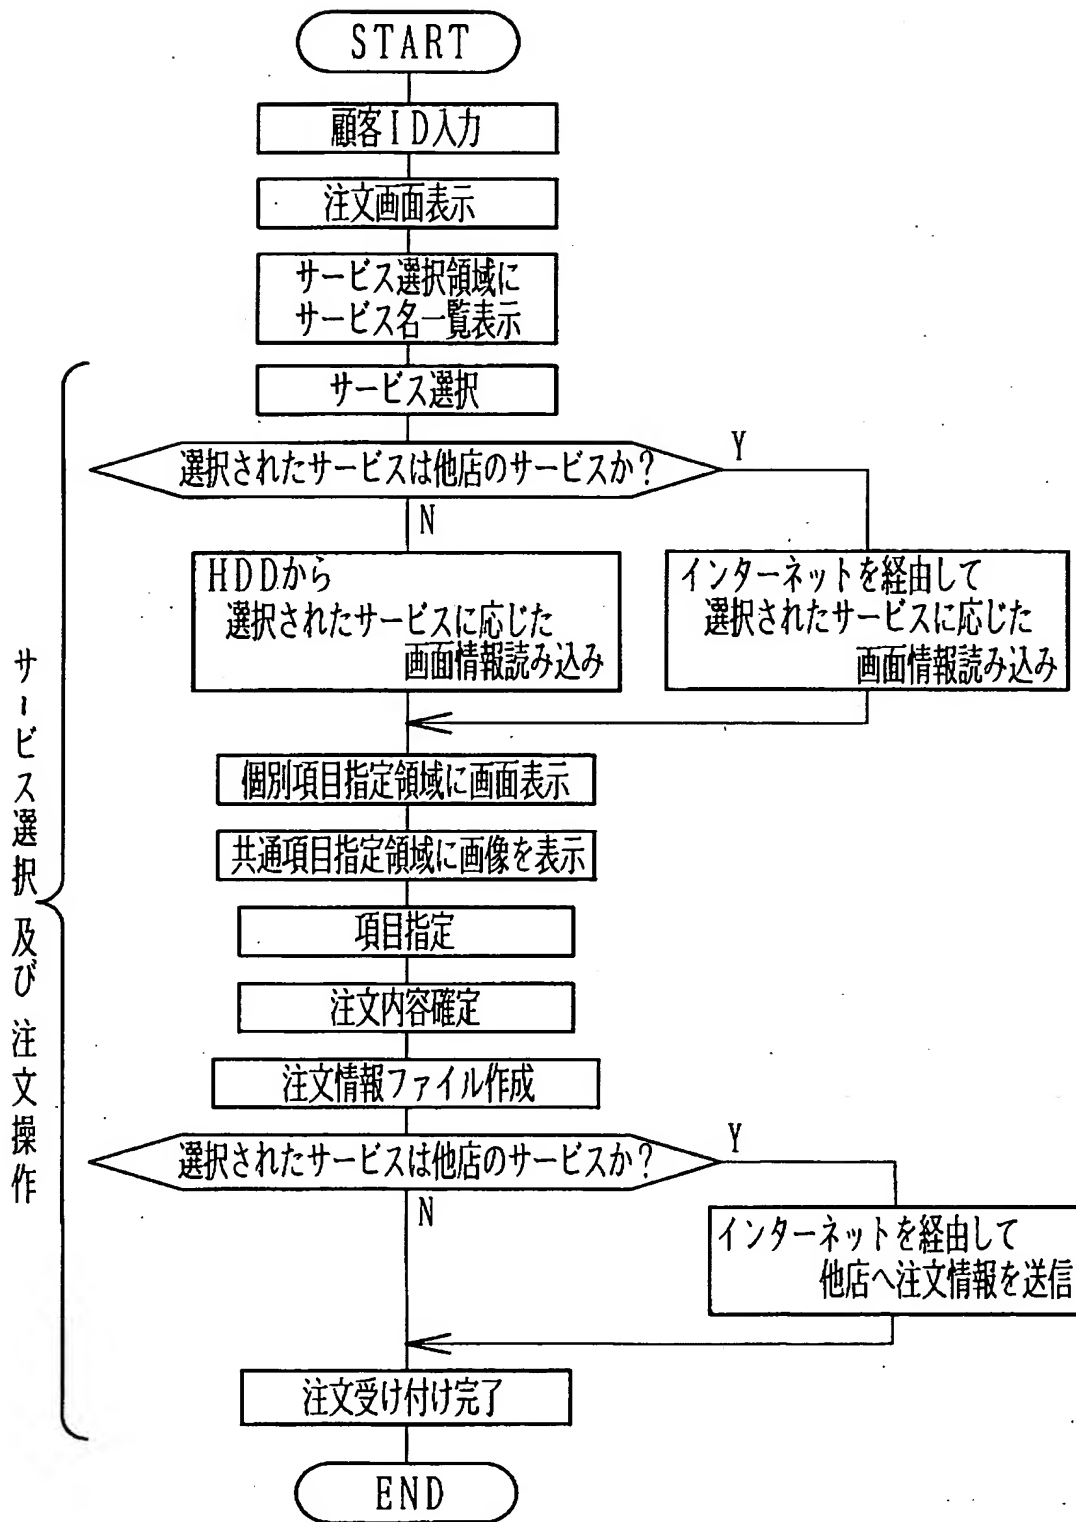 START
顧客ID入力
注文画面表示
サービス選択領域に
サービス名一覧表示
サービス選択
選択されたサービスは他店のサービスか?
Y
N
HDDから
選択されたサービスに応じた
画面情報読み込み
インターネットを経由して
選択されたサービスに応じた
画面情報読み込み
個別項目指定領域に画面表示
共通項目指定領域に画像を表示
項目指定
注文内容確定
注文情報ファイル作成
選択されたサービスは他店のサービスか?
Y
N
インターネットを経由して
他店へ注文情報を送信
注文受け付け完了
END
サービス選択及び注文操作